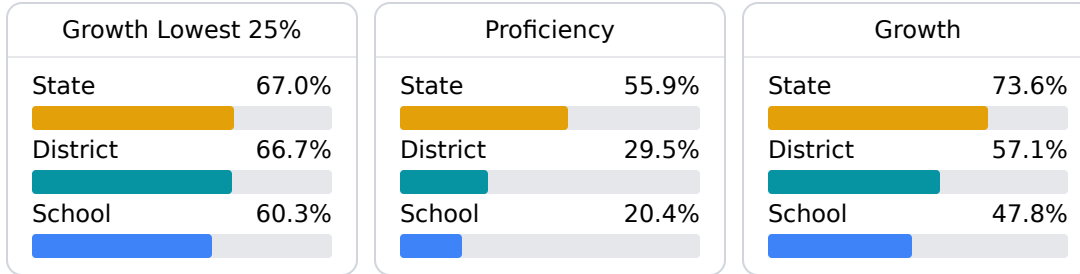 Growth Lowest 25%
State 67.0%
District 66.7%
School 60.3%
Proficiency
State 55.9%
District 29.5%
School 20.4%
Growth
State 73.6%
District 57.1%
School 47.8%